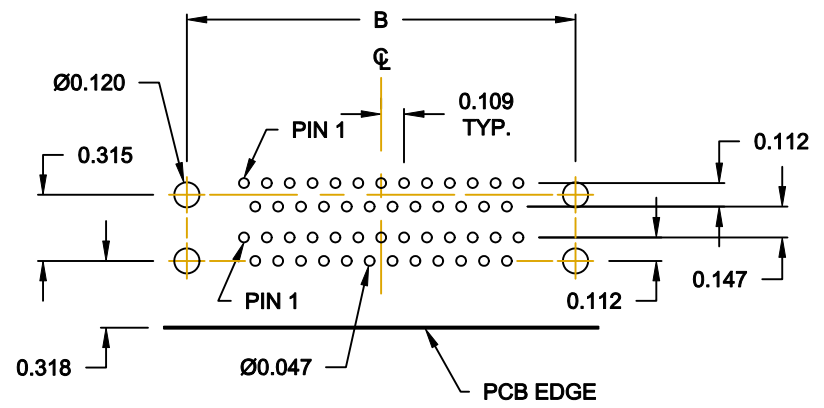 B
℄
Ø0.120
0.109
TYP.
PIN 1
0.112
0.315
0.147
PIN 1
0.112
0.318
Ø0.047
PCB EDGE